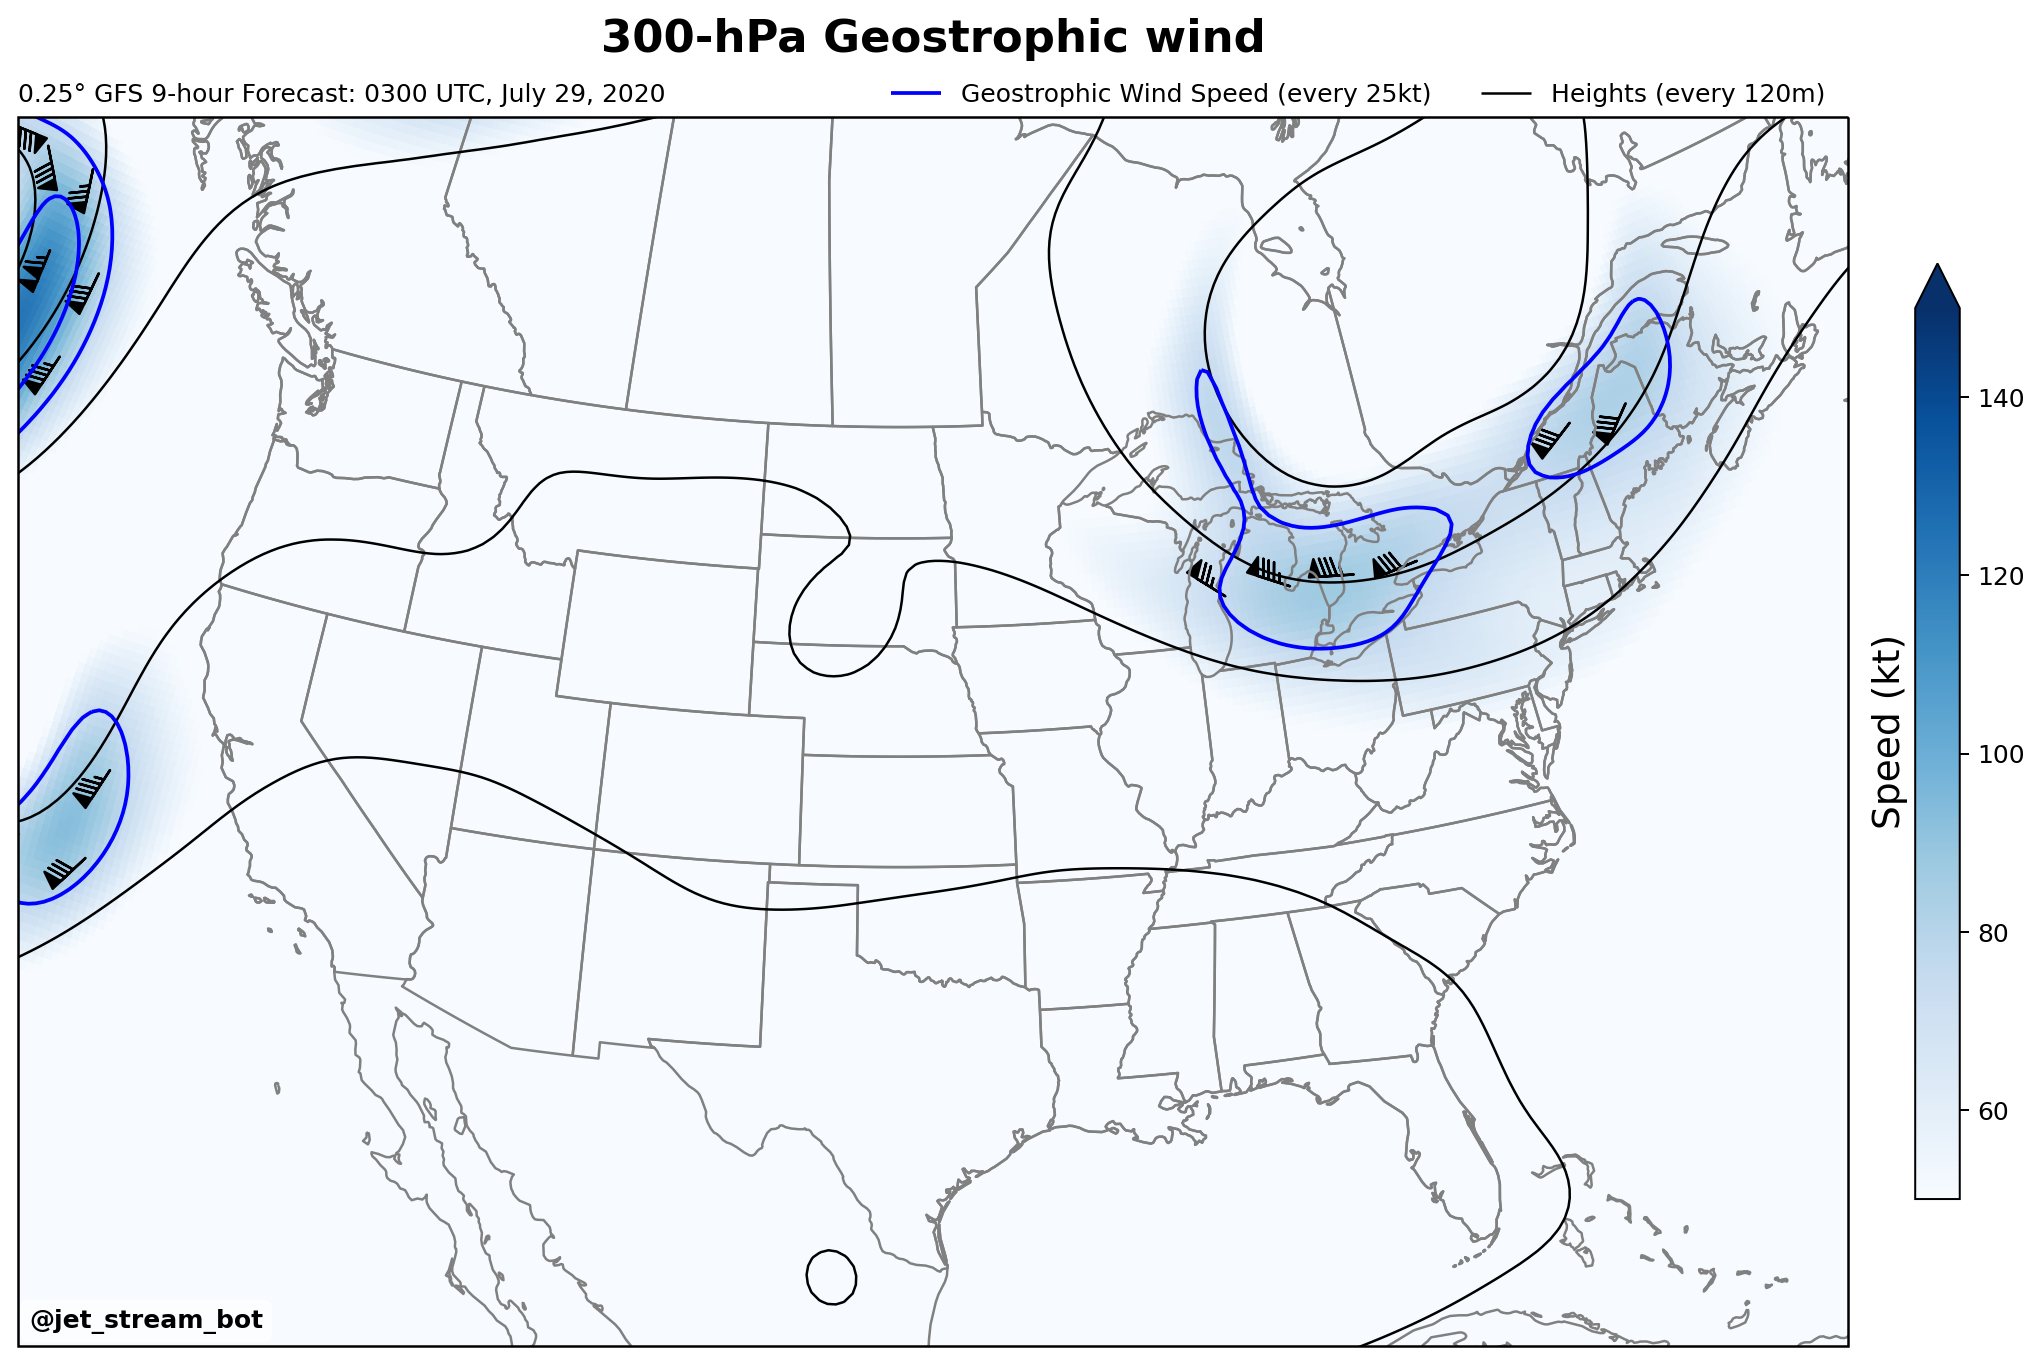 300-hPa Geostrophic wind
0.25° GFS 9-hour Forecast: 0300 UTC, July 29, 2020
Geostrophic Wind Speed (every 25kt)
Heights (every 120m)
140
120
100
80
60
Speed (kt)
@jet_stream_bot